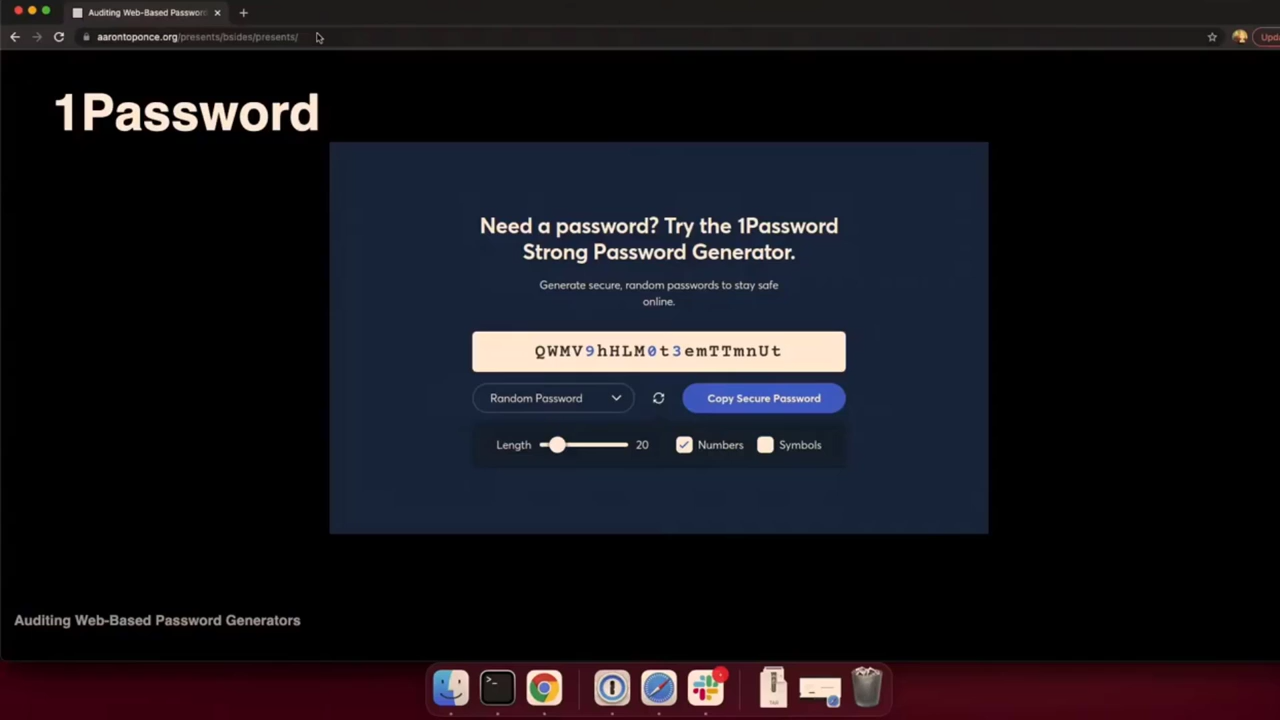 Auditing Web-Based Password
aarontoponce.org/presents/bsides/presents/
1Password
Need a password? Try the 1Password
Strong Password Generator.
Generate secure, random passwords to stay safe
online.
QWMV9hHLM0t3emTTmnUt
Random Password
Copy Secure Password
Length 20 Numbers Symbols
Auditing Web-Based Password Generators